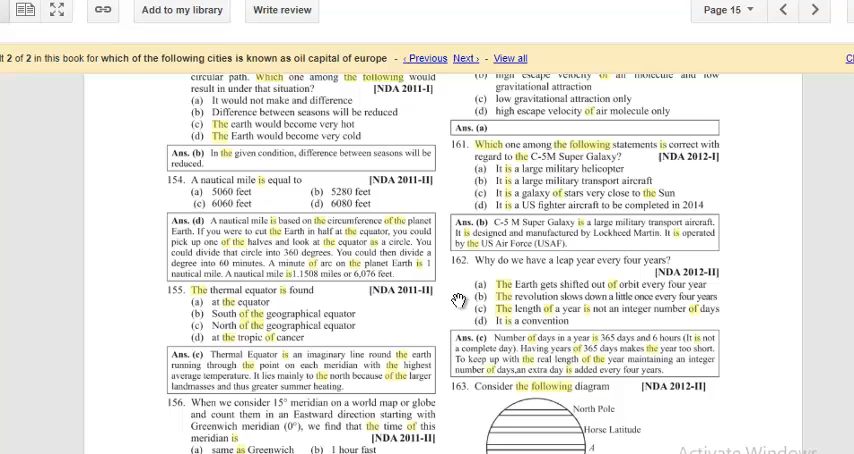 Add to my library
Write review
Page 15
lt 2 of 2 in this book for which of the following cities is known as oil capital of europe - ‹ Previous Next › - View all
circular path. Which one among the following would
result in under that situation? [NDA 2011-I]
(a) It would not make and difference
(b) Difference between seasons will be reduced
(c) The earth would become very hot
(d) The Earth would become very cold
Ans. (b) In the given condition, difference between seasons will be
reduced.
154. A nautical mile is equal to [NDA 2011-II]
(a) 5060 feet (b) 5280 feet
(c) 6060 feet (d) 6080 feet
Ans. (d) A nautical mile is based on the circumference of the planet
Earth. If you were to cut the Earth in half at the equator, you could
pick up one of the halves and look at the equator as a circle. You
could divide that circle into 360 degrees. You could then divide a
degree into 60 minutes. A minute of arc on the planet Earth is 1
nautical mile. A nautical mile is1.1508 miles or 6,076 feet.
155. The thermal equator is found [NDA 2011-II]
(a) at the equator
(b) South of the geographical equator
(c) North of the geographical equator
(d) at the tropic of cancer
Ans. (c) Thermal Equator is an imaginary line round the earth
running through the point on each meridian with the highest
average temperature. It lies mainly to the north because of the larger
landmasses and thus greater summer heating.
156. When we consider 15° meridian on a world map or globe
and count them in an Eastward direction starting with
Greenwich meridian (0°), we find that the time of this
meridian is [NDA 2011-II]
(a) same as Greenwich (b) 1 hour fast
(b) high escape velocity of air molecule and low
gravitational attraction
(c) low gravitational attraction only
(d) high escape velocity of air molecule only
Ans. (a)
161. Which one among the following statements is correct with
regard to the C-5M Super Galaxy? [NDA 2012-I]
(a) It is a large military helicopter
(b) It is a large military transport aircraft
(c) It is a galaxy of stars very close to the Sun
(d) It is a US fighter aircraft to be completed in 2014
Ans. (b) C-5 M Super Galaxy is a large military transport aircraft.
It is designed and manufactured by Lockheed Martin. It is operated
by the US Air Force (USAF).
162. Why do we have a leap year every four years?
[NDA 2012-II]
(a) The Earth gets shifted out of orbit every four year
(b) The revolution slows down a little once every four years
(c) The length of a year is not an integer number of days
(d) It is a convention
Ans. (c) Number of days in a year is 365 days and 6 hours (It is not
a complete day). Having years of 365 days makes the year too short.
To keep up with the real length of the year maintaining an integer
number of days,an extra day is added every four years.
163. Consider the following diagram [NDA 2012-II]
North Pole
Horse Latitude
A
Activate Windows